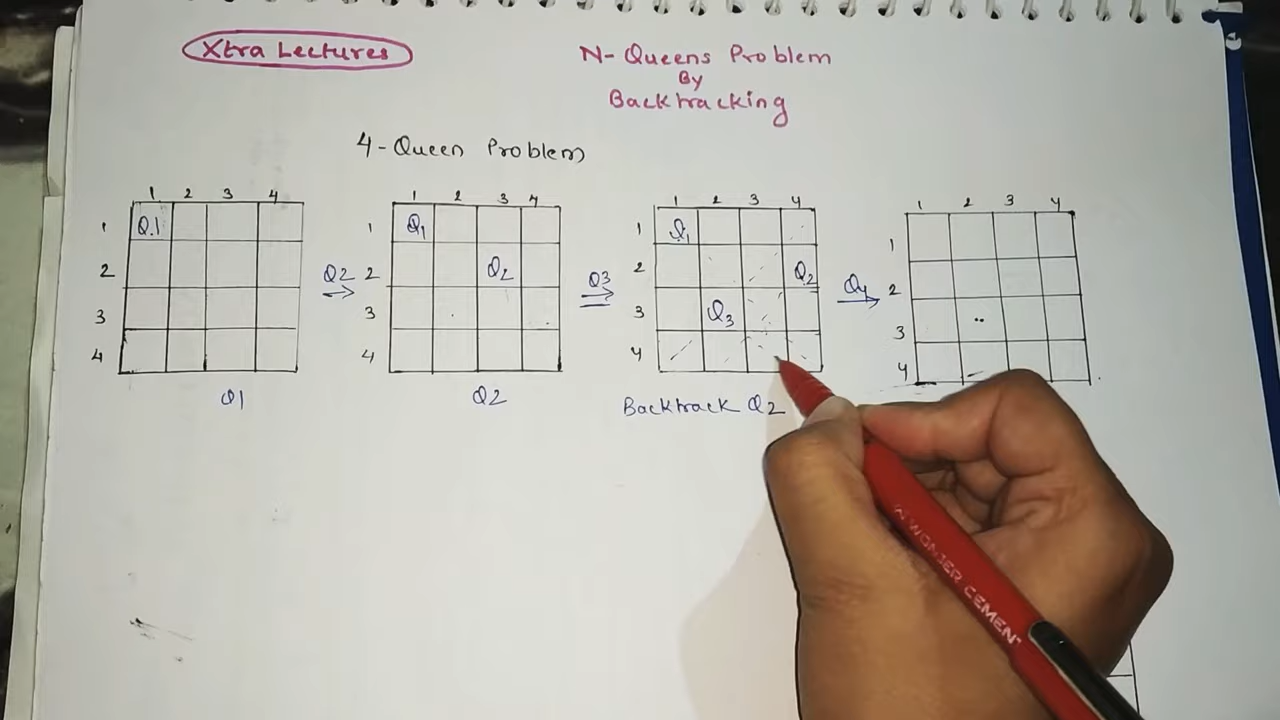 Xtra Lectures
N-Queens Problem
By
Backtracking
4-Queen Problem
1 2 3 4
1 Q1
2
3
4
Q1
Q2
1 2 3 4
1 Q1
2 Q2
3
4
Q2
Q3
1 2 3 4
1 Q1
2 Q2
3 Q3
4
Backtrack Q2
Q4
1 2 3 4
1
2
3
4
A WONDER CEMENT